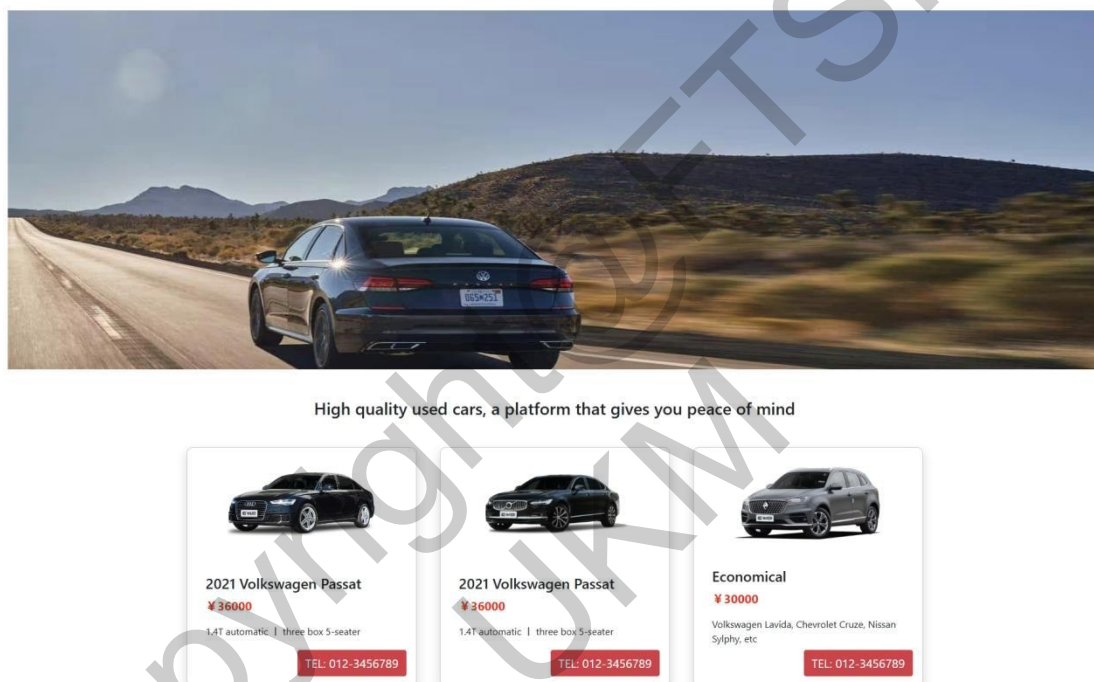 High quality used cars, a platform that gives you peace of mind
2021 Volkswagen Passat
¥36000
1.4T automatic | three box 5-seater
TEL: 012-3456789
2021 Volkswagen Passat
¥36000
1.4T automatic | three box 5-seater
TEL: 012-3456789
Economical
¥30000
Volkswagen Lavida, Chevrolet Cruze, Nissan
Sylphy, etc
TEL: 012-3456789
UKM